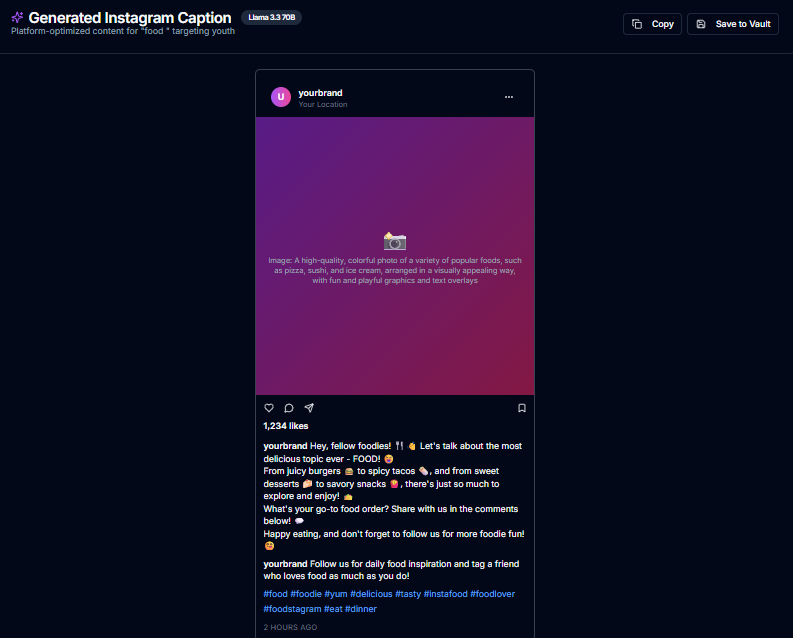 Generated Instagram Caption
Llama 3.3 70B
Platform-optimized content for "food " targeting youth
Copy
Save to Vault
U
yourbrand
Your Location
Image: A high-quality, colorful photo of a variety of popular foods, such
as pizza, sushi, and ice cream, arranged in a visually appealing way,
with fun and playful graphics and text overlays
1,234 likes
yourbrand Hey, fellow foodies! 🍴 👏 Let's talk about the most
delicious topic ever - FOOD! 🥰
From juicy burgers 🍔 to spicy tacos 🌯, and from sweet
desserts 🍰 to savory snacks 🍟, there's just so much to
explore and enjoy! 🍲
What's your go-to food order? Share with us in the comments
below! 💬
Happy eating, and don't forget to follow us for more foodie fun!
🤗
yourbrand Follow us for daily food inspiration and tag a friend
who loves food as much as you do!
#food #foodie #yum #delicious #tasty #instafood #foodlover
#foodstagram #eat #dinner
2 HOURS AGO